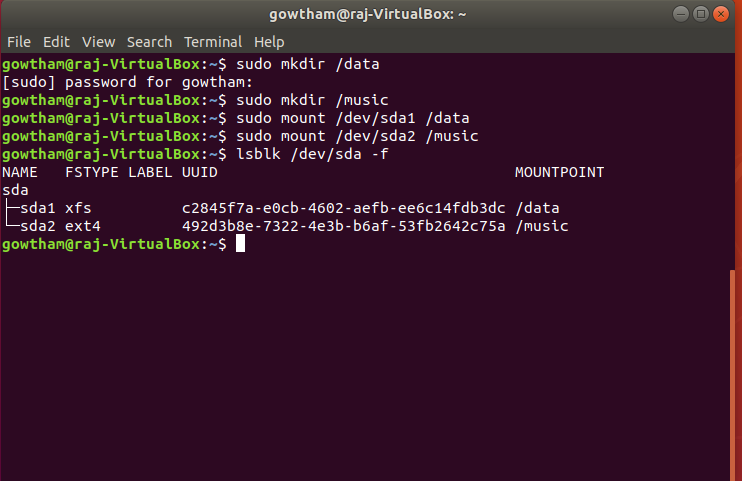 gowtham@raj-VirtualBox: ~
File Edit View Search Terminal Help
gowtham@raj-VirtualBox:~$ sudo mkdir /data
[sudo] password for gowtham:
gowtham@raj-VirtualBox:~$ sudo mkdir /music
gowtham@raj-VirtualBox:~$ sudo mount /dev/sda1 /data
gowtham@raj-VirtualBox:~$ sudo mount /dev/sda2 /music
gowtham@raj-VirtualBox:~$ lsblk /dev/sda -f
NAME   FSTYPE LABEL UUID                                 MOUNTPOINT
sda
├─sda1 xfs          c2845f7a-e0cb-4602-aefb-ee6c14fdb3dc /data
└─sda2 ext4         492d3b8e-7322-4e3b-b6af-53fb2642c75a /music
gowtham@raj-VirtualBox:~$